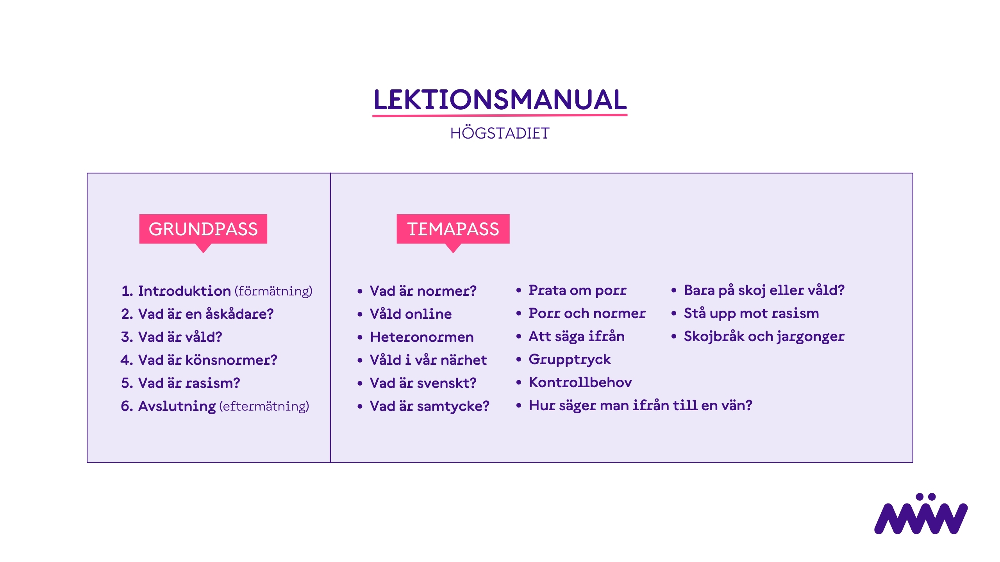 LEKTIONSMANUAL
HÖGSTADIET
GRUNDPASS
1. Introduktion (förmätning)
2. Vad är en åskådare?
3. Vad är våld?
4. Vad är könsnormer?
5. Vad är rasism?
6. Avslutning (eftermätning)
TEMAPASS
• Vad är normer?
• Våld online
• Heteronormen
• Våld i vår närhet
• Vad är svenskt?
• Vad är samtycke?
• Prata om porr
• Porr och normer
• Att säga ifrån
• Grupptryck
• Kontrollbehov
• Hur säger man ifrån till en vän?
• Bara på skoj eller våld?
• Stå upp mot rasism
• Skojbråk och jargonger
MÄN